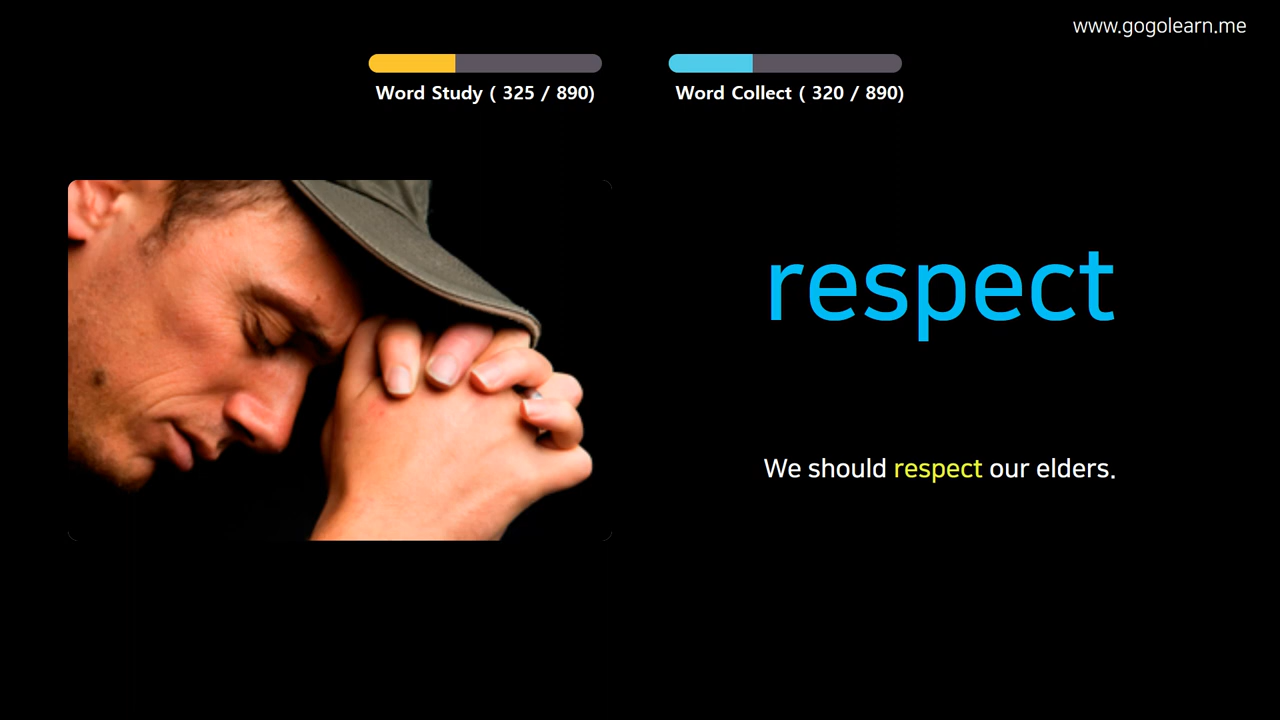 www.gogolearn.me
Word Study ( 325 / 890)
Word Collect ( 320 / 890)
respect
We should respect our elders.